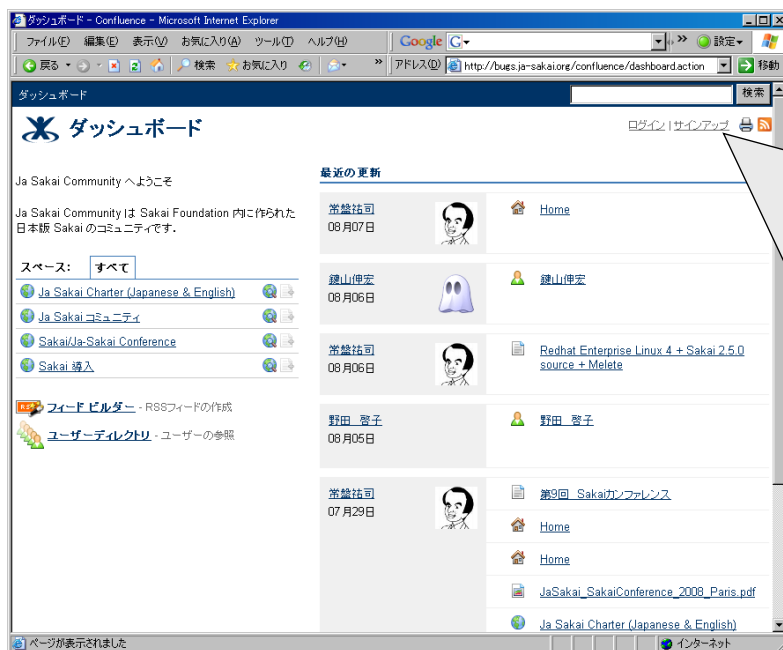 ダッシュボード - Confluence - Microsoft Internet Explorer
ファイル(F) 編集(E) 表示(V) お気に入り(A) ツール(T) ヘルプ(H)
Google G 設定
戻る 検索 お気に入り » アドレス(D) http://bugs.ja-sakai.org/confluence/dashboard.action 移動
ダッシュボード 検索
ダッシュボード
ログイン | サインアップ
Ja Sakai Community へようこそ
Ja Sakai Community は Sakai Foundation 内に作られた
日本版 Sakai のコミュニティです.
スペース: すべて
Ja Sakai Charter (Japanese & English)
Ja Sakai コミュニティ
Sakai/Ja-Sakai Conference
Sakai 導入
RSS フィード ビルダー - RSSフィードの作成
ユーザーディレクトリ - ユーザーの参照
最近の更新
常盤祐司 Home
08月07日
鍵山伸宏 鍵山伸宏
08月06日
常盤祐司 Redhat Enterprise Linux 4 + Sakai 2.5.0
08月06日 source + Melete
野田 啓子 野田 啓子
08月05日
常盤祐司 第9回 Sakaiカンファレンス
07月29日
Home
Home
JaSakai_SakaiConference_2008_Paris.pdf
Ja Sakai Charter (Japanese & English)
ページが表示されました インターネット